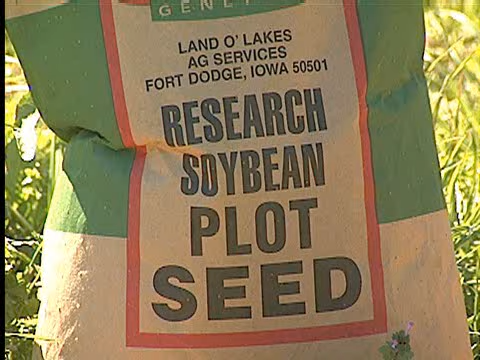 LAND O' LAKES
AG SERVICES
FORT DODGE, IOWA 50501
RESEARCH
SOYBEAN
PLOT
SEED